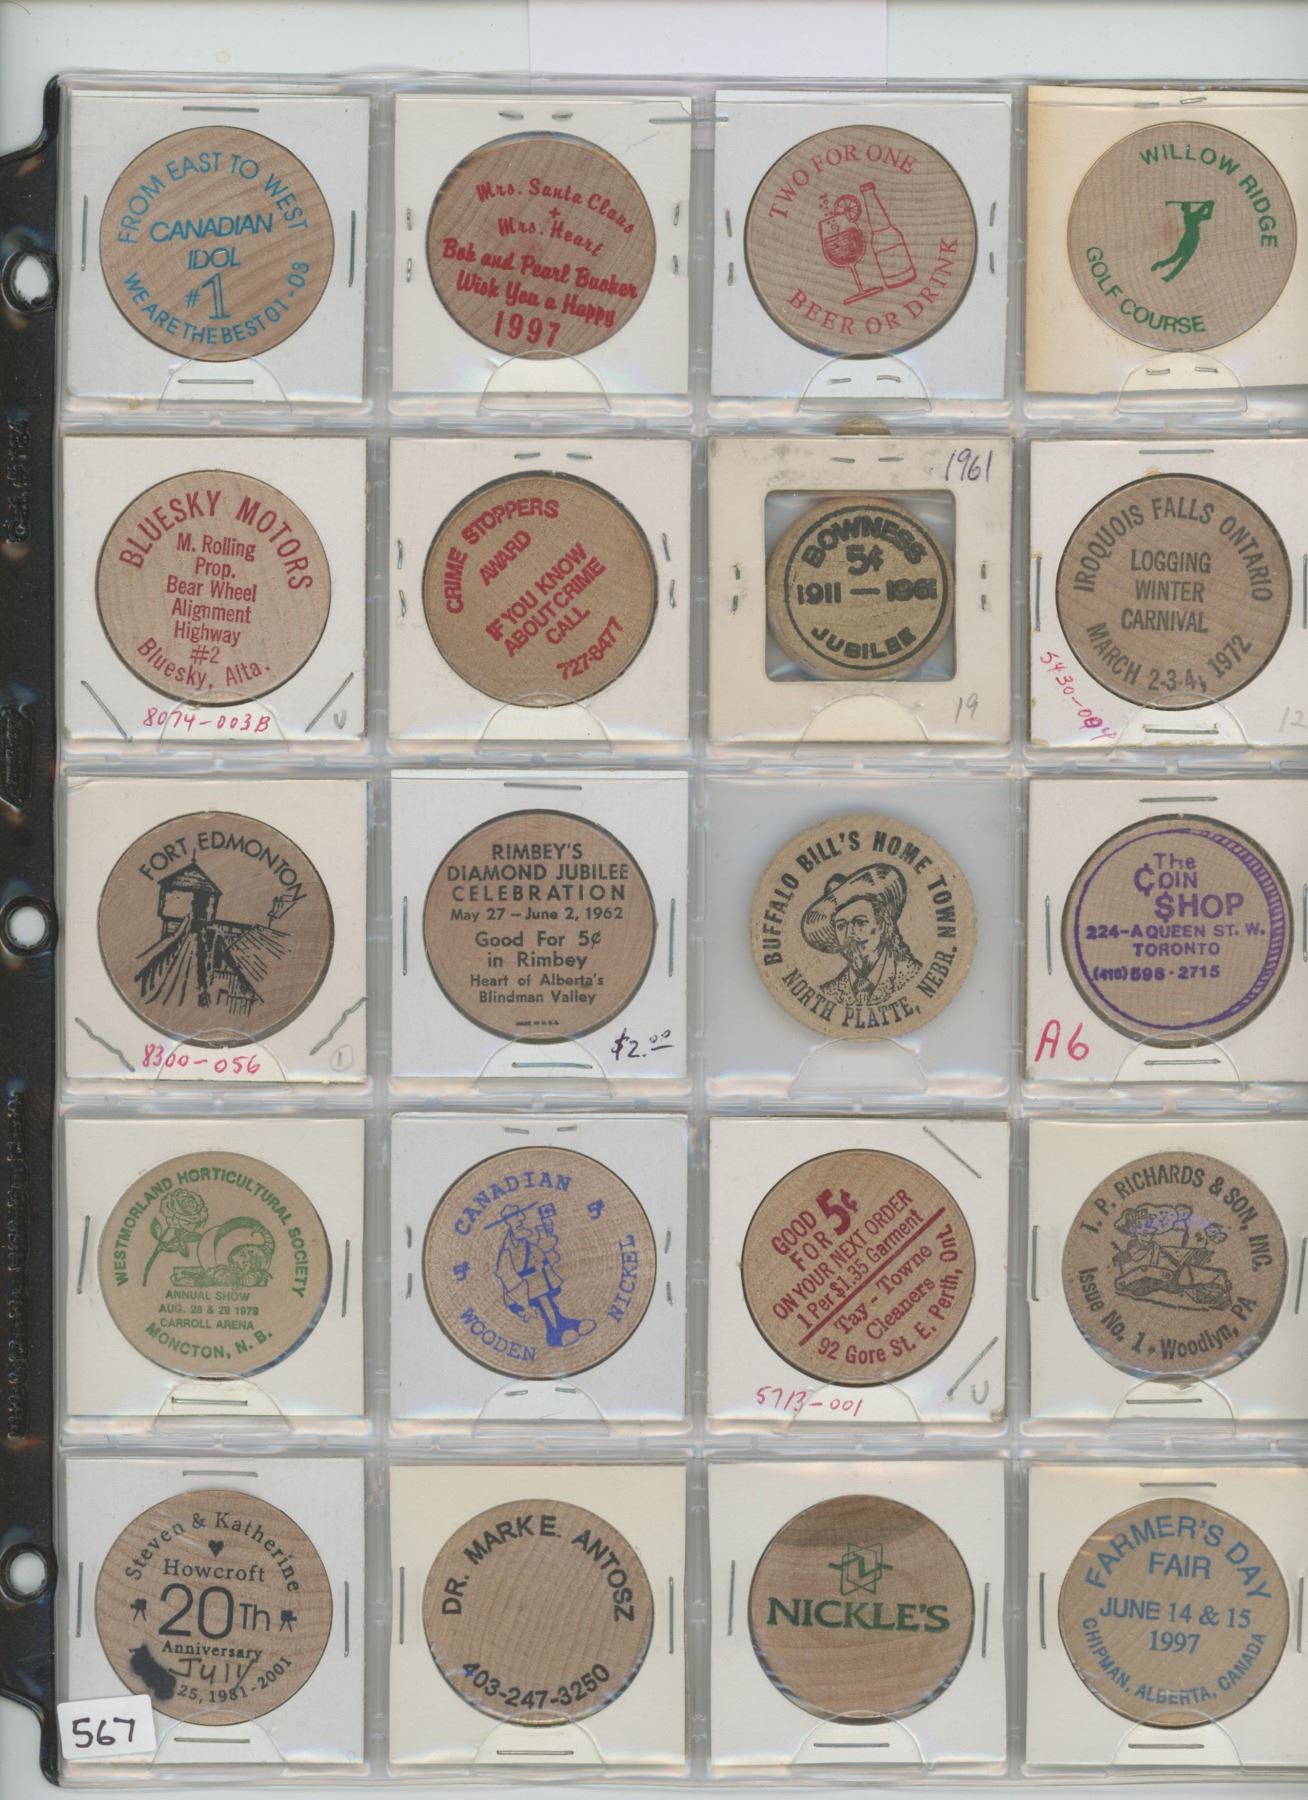 FROM EAST TO WEST
CANADIAN
IDOL
#1
WE ARE THE BEST 01-03
Mrs. Santa Claus
+
Mrs. Heart
Bob and Pearl Busker
Wish You a Happy
1997
TWO FOR ONE
BEER OR DRINK
WILLOW RIDGE
GOLF COURSE
BLUESKY MOTORS
M. Rolling
Prop.
Bear Wheel
Alignment
Highway
#2
Bluesky, Alta.
8074-003B
U
CRIME STOPPERS
AWARD
IF YOU KNOW
ABOUT CRIME
CALL
727-8477
1961
BOWNESS
5¢
1911 — 1961
JUBILEE
19
IROQUOIS FALLS ONTARIO
LOGGING
WINTER
CARNIVAL
MARCH 2-3-4, 1972
12
FORT EDMONTON
8300-056
RIMBEY'S
DIAMOND JUBILEE
CELEBRATION
May 27 – June 2, 1962
Good For 5¢
in Rimbey
Heart of Alberta's
Blindman Valley
MADE IN U.S.A.
$2.00
BUFFALO BILL'S HOME TOWN
NORTH PLATTE, NEBR.
The
¢OIN
$HOP
224-A QUEEN ST. W.
TORONTO
(416) 598-2715
A6
WESTMORLAND HORTICULTURAL SOCIETY
ANNUAL SHOW
AUG. 28 & 29 1979
CARROLL ARENA
MONCTON, N. B.
CANADIAN
5¢ 5¢
WOODEN NICKEL
GOOD
FOR 5¢
ON YOUR NEXT ORDER
1 Per $1.35 Garment
Tay - Towne
Cleaners
92 Gore St. E. Perth, Ont.
5713-001
U
I. P. RICHARDS & SON, INC.
Issue No. 1 • Woodlyn, PA
Steven & Katherine
Howcroft
20Th
Anniversary
July
25, 1981-2001
567
DR. MARK E. ANTOSZ
403-247-3250
NICKLE'S
FARMER'S DAY
FAIR
JUNE 14 & 15
1997
CHIPMAN, ALBERTA, CANADA